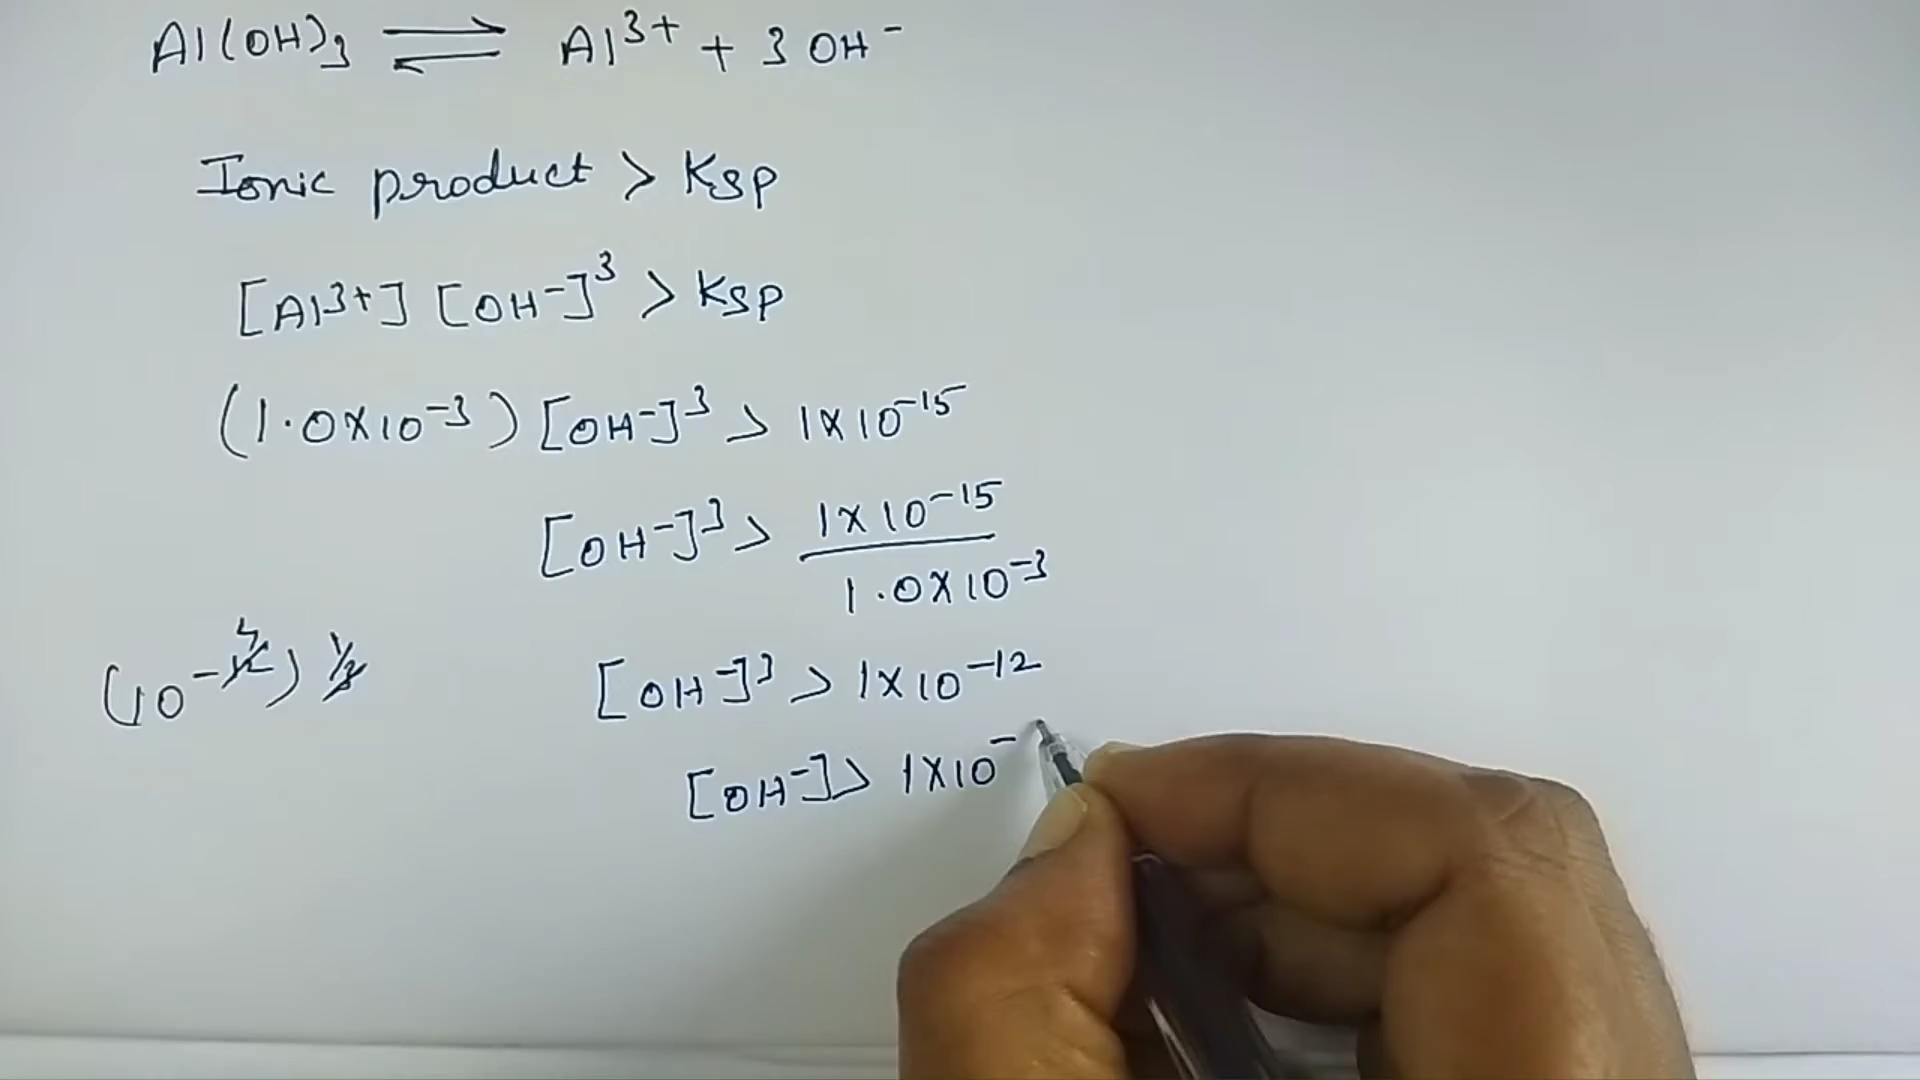 Al(OH)₃ ⇌ Al³⁺ + 3OH⁻
Ionic product > Ksp
[Al³⁺] [OH⁻]³ > Ksp
(1.0×10⁻³) [OH⁻]³ > 1×10⁻¹⁵
[OH⁻]³ > 1×10⁻¹⁵ / 1.0×10⁻³
(10⁻¹²)^1/3 4
[OH⁻]³ > 1×10⁻¹²
[OH⁻] > 1×10⁻